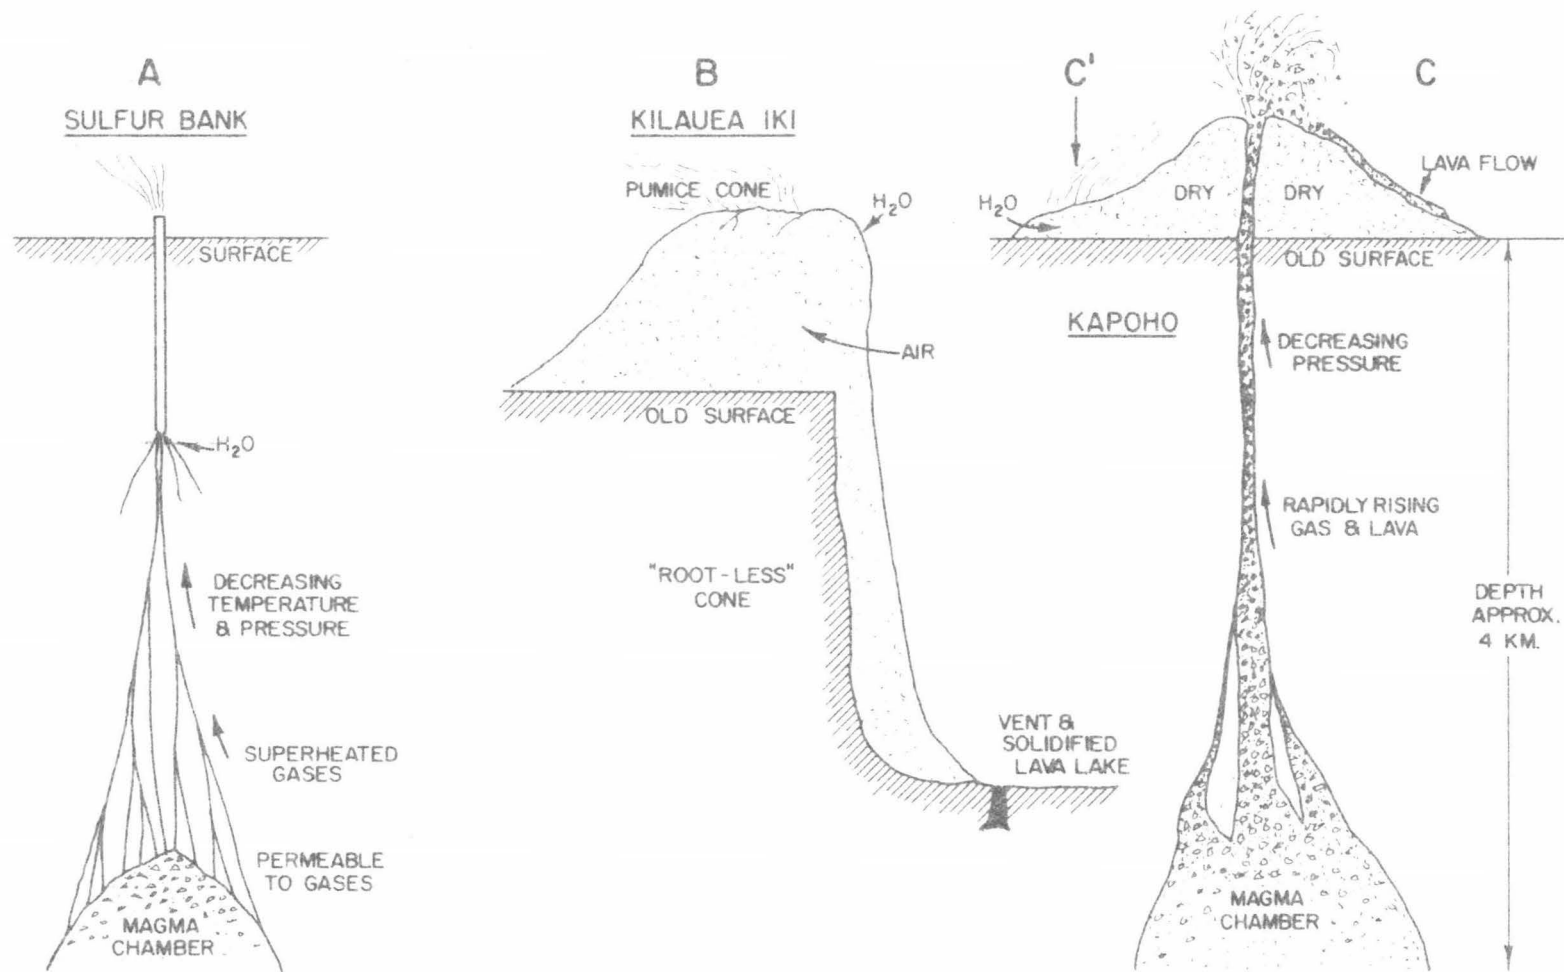 A
SULFUR BANK
SURFACE
H₂O
DECREASING
TEMPERATURE
& PRESSURE
SUPERHEATED
GASES
PERMEABLE
TO GASES
MAGMA
CHAMBER
B
KILAUEA IKI
PUMICE CONE
H₂O
AIR
OLD SURFACE
"ROOT-LESS"
CONE
VENT &
SOLIDIFIED
LAVA LAKE
C'
C
H₂O
DRY
DRY
LAVA FLOW
OLD SURFACE
KAPOHO
DECREASING
PRESSURE
RAPIDLY RISING
GAS & LAVA
DEPTH
APPROX.
4 KM.
MAGMA
CHAMBER